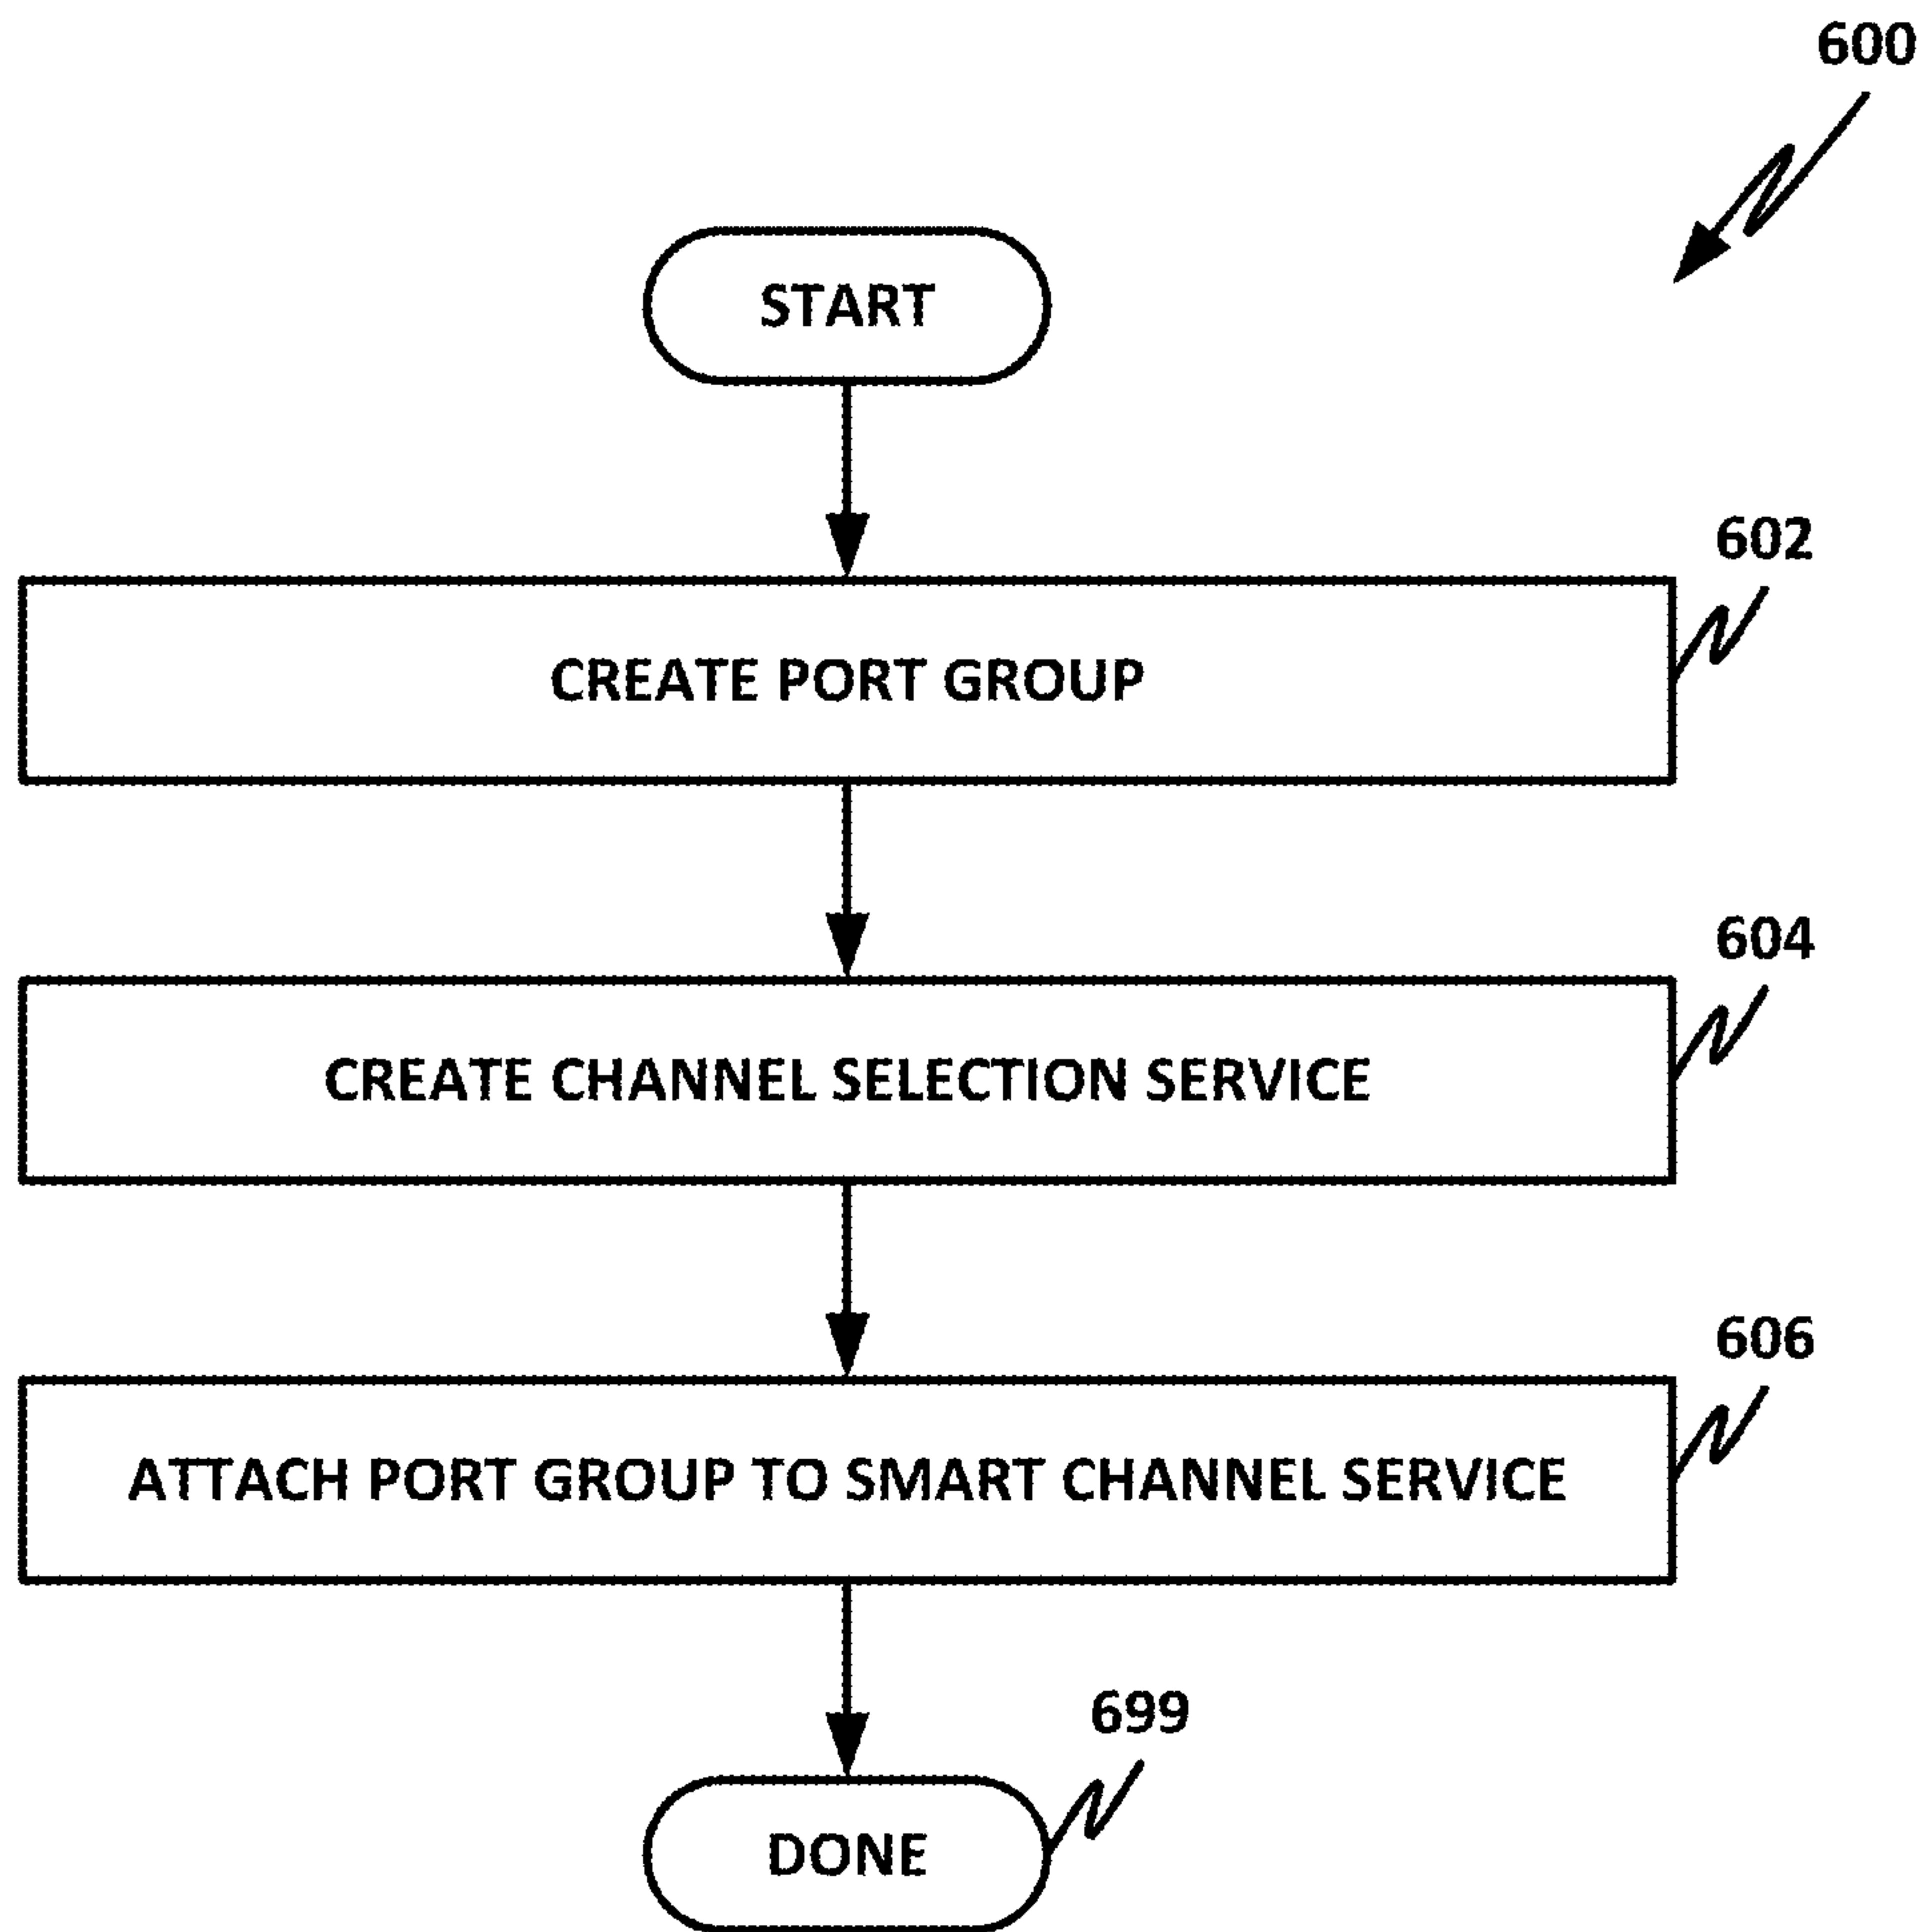 600
START
602
CREATE PORT GROUP
604
CREATE CHANNEL SELECTION SERVICE
606
ATTACH PORT GROUP TO SMART CHANNEL SERVICE
699
DONE